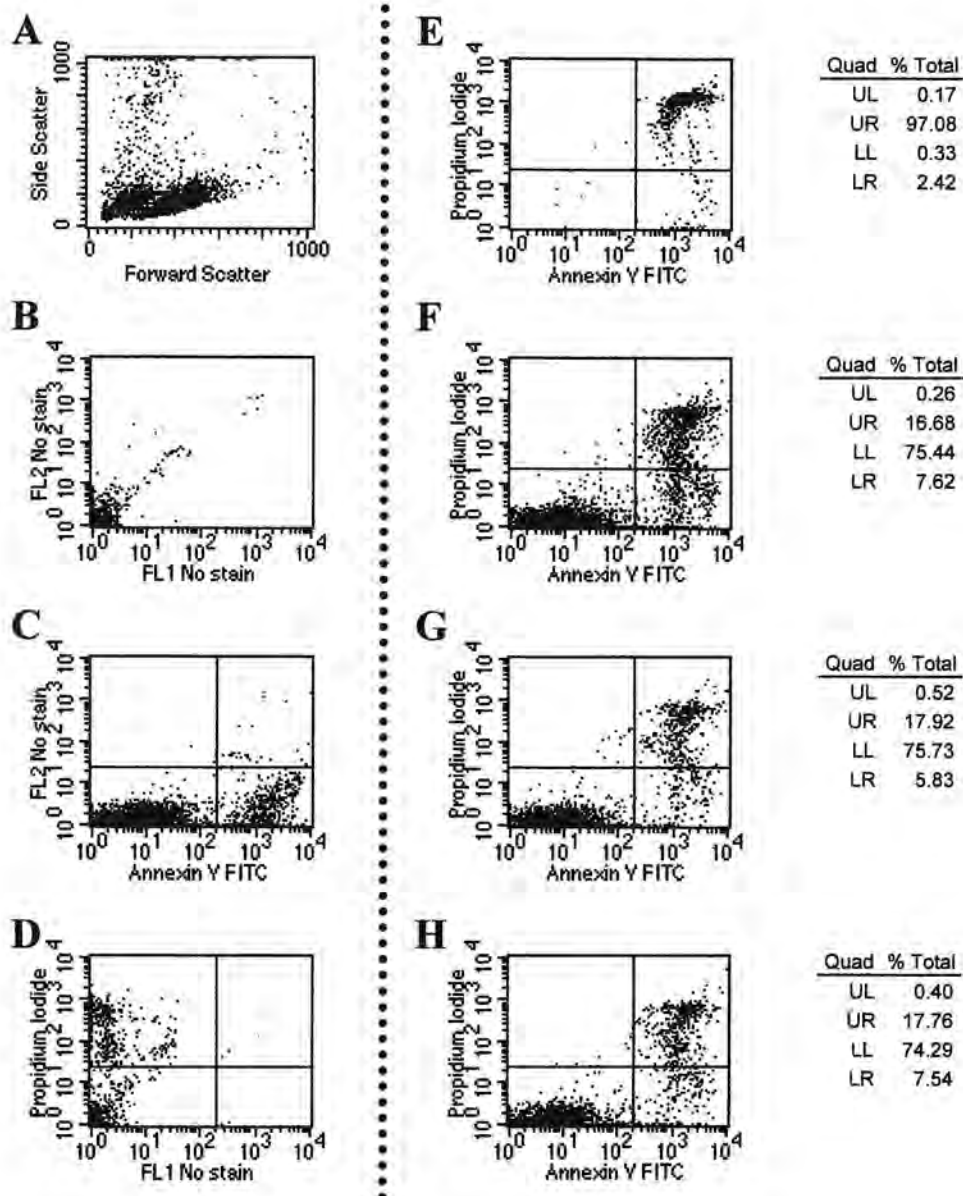 A
1000
Side Scatter
0
0
1000
Forward Scatter
B
10^4
10^3
10^2
10^1
10^0
FL2 No stain
10^0 10^1 10^2 10^3 10^4
FL1 No stain
C
10^4
10^3
10^2
10^1
10^0
FL2 No stain
10^0 10^1 10^2 10^3 10^4
Annexin Y FITC
D
10^4
10^3
10^2
10^1
10^0
Propidium Iodide
10^0 10^1 10^2 10^3 10^4
FL1 No stain
E
10^4
10^3
10^2
10^1
10^0
Propidium Iodide
10^0 10^1 10^2 10^3 10^4
Annexin Y FITC
Quad % Total
UL 0.17
UR 97.08
LL 0.33
LR 2.42
F
10^4
10^3
10^2
10^1
10^0
Propidium Iodide
10^0 10^1 10^2 10^3 10^4
Annexin Y FITC
Quad % Total
UL 0.26
UR 16.68
LL 75.44
LR 7.62
G
10^4
10^3
10^2
10^1
10^0
Propidium Iodide
10^0 10^1 10^2 10^3 10^4
Annexin Y FITC
Quad % Total
UL 0.52
UR 17.92
LL 75.73
LR 5.83
H
10^4
10^3
10^2
10^1
10^0
Propidium Iodide
10^0 10^1 10^2 10^3 10^4
Annexin Y FITC
Quad % Total
UL 0.40
UR 17.76
LL 74.29
LR 7.54